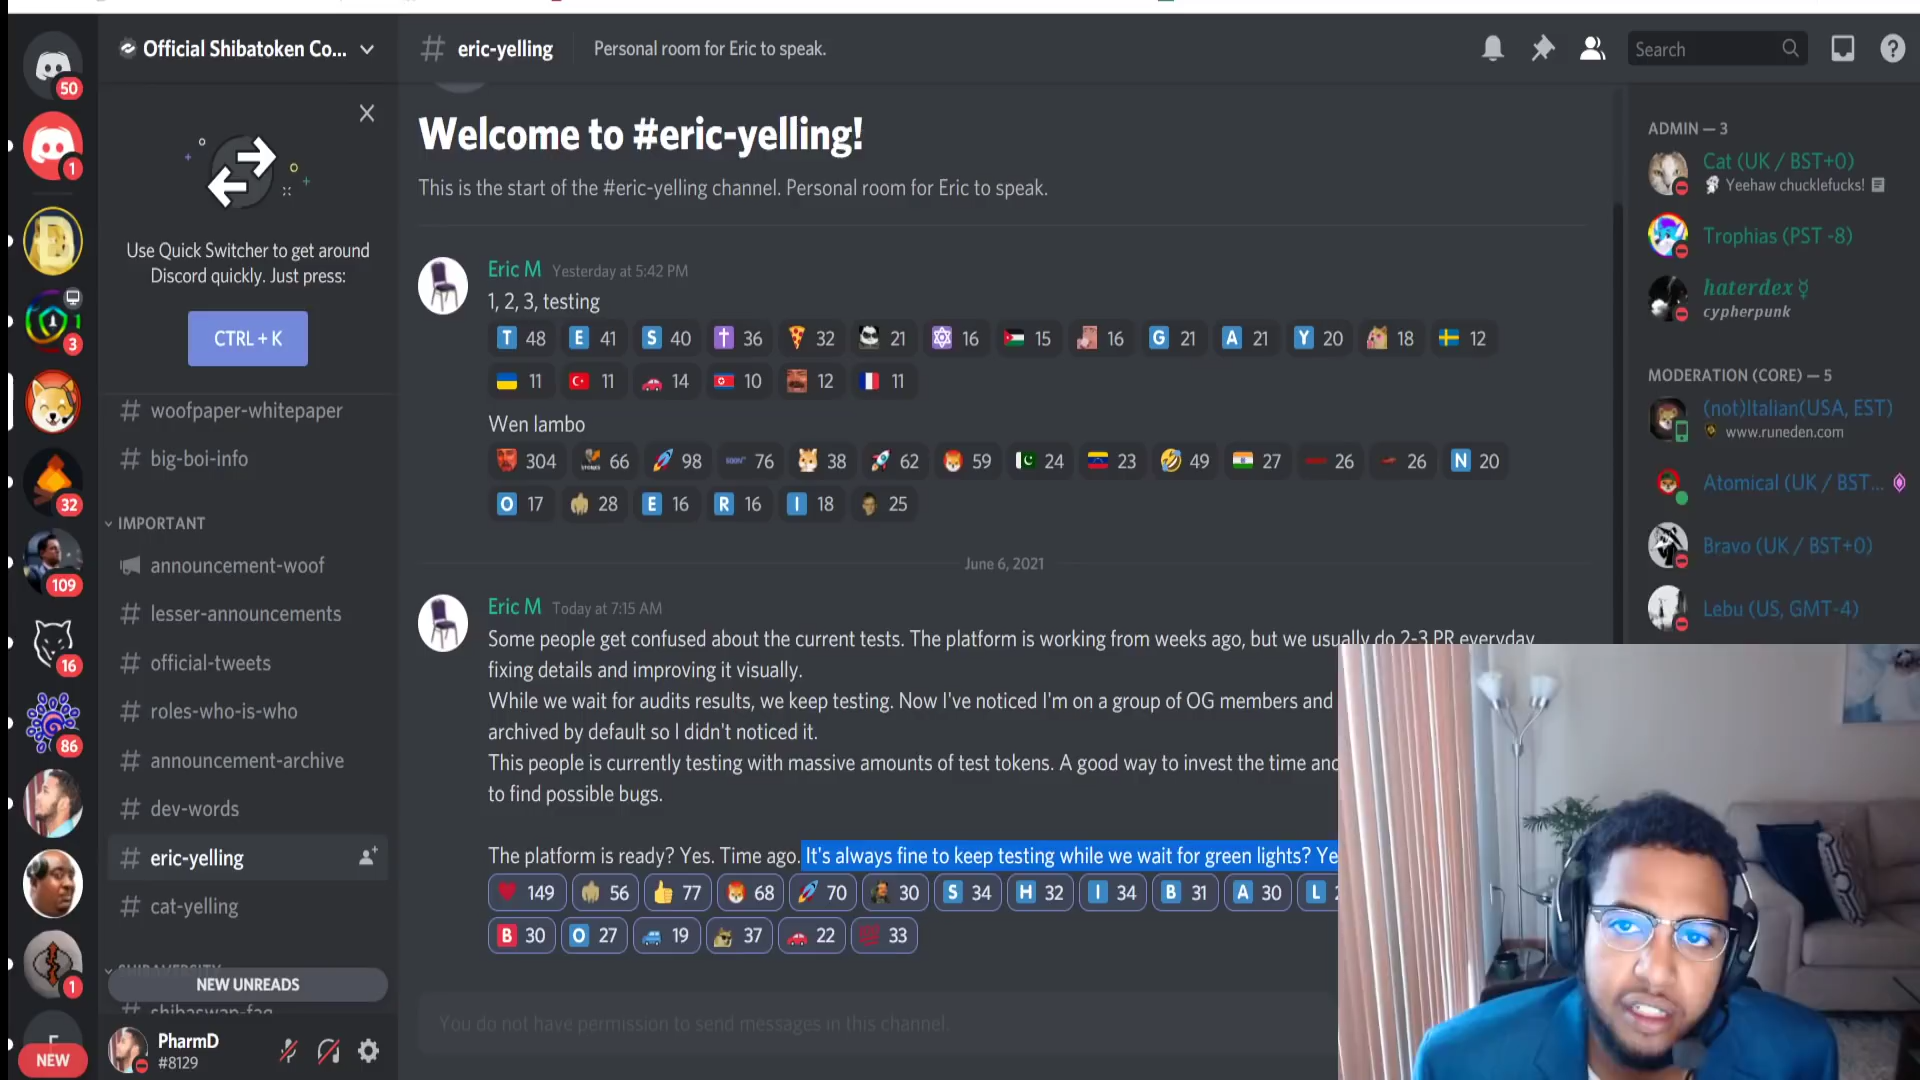 Official Shibatoken Co...
eric-yelling
Personal room for Eric to speak.
Search
50
1
1
3
32
109
16
86
1
NEW
Use Quick Switcher to get around
Discord quickly. Just press:
CTRL + K
woofpaper-whitepaper
big-boi-info
IMPORTANT
announcement-woof
lesser-announcements
official-tweets
roles-who-is-who
announcement-archive
dev-words
eric-yelling
cat-yelling
SHIBAVERSITY
NEW UNREADS
shibaswap-faq
PharmD
#8129
Welcome to #eric-yelling!
This is the start of the #eric-yelling channel. Personal room for Eric to speak.
Eric M Yesterday at 5:42 PM
1, 2, 3, testing
T 48 E 41 S 40 36 32 21 16 15 16 G 21 A 21 Y 20 18 12
11 11 14 10 12 11
Wen lambo
304 66 98 SOON 76 38 62 59 24 23 49 27 26 26 N 20
O 17 28 E 16 R 16 I 18 25
June 6, 2021
Eric M Today at 7:15 AM
Some people get confused about the current tests. The platform is working from weeks ago, but we usually do 2-3 PR everyday
fixing details and improving it visually.
While we wait for audits results, we keep testing. Now I've noticed I'm on a group of OG members and
archived by default so I didn't noticed it.
This people is currently testing with massive amounts of test tokens. A good way to invest the time and
to find possible bugs.
The platform is ready? Yes. Time ago. It's always fine to keep testing while we wait for green lights? Ye
149 56 77 68 70 30 S 34 H 32 I 34 B 31 A 30 L
B 30 O 27 19 37 22 33
You do not have permission to send messages in this channel.
ADMIN — 3
Cat (UK / BST+0)
Yeehaw chucklefucks!
Trophias (PST -8)
haterdex ☿
cypherpunk
MODERATION (CORE) — 5
(not)Italian(USA, EST)
www.runeden.com
Atomical (UK / BST...
Bravo (UK / BST+0)
Lebu (US, GMT-4)